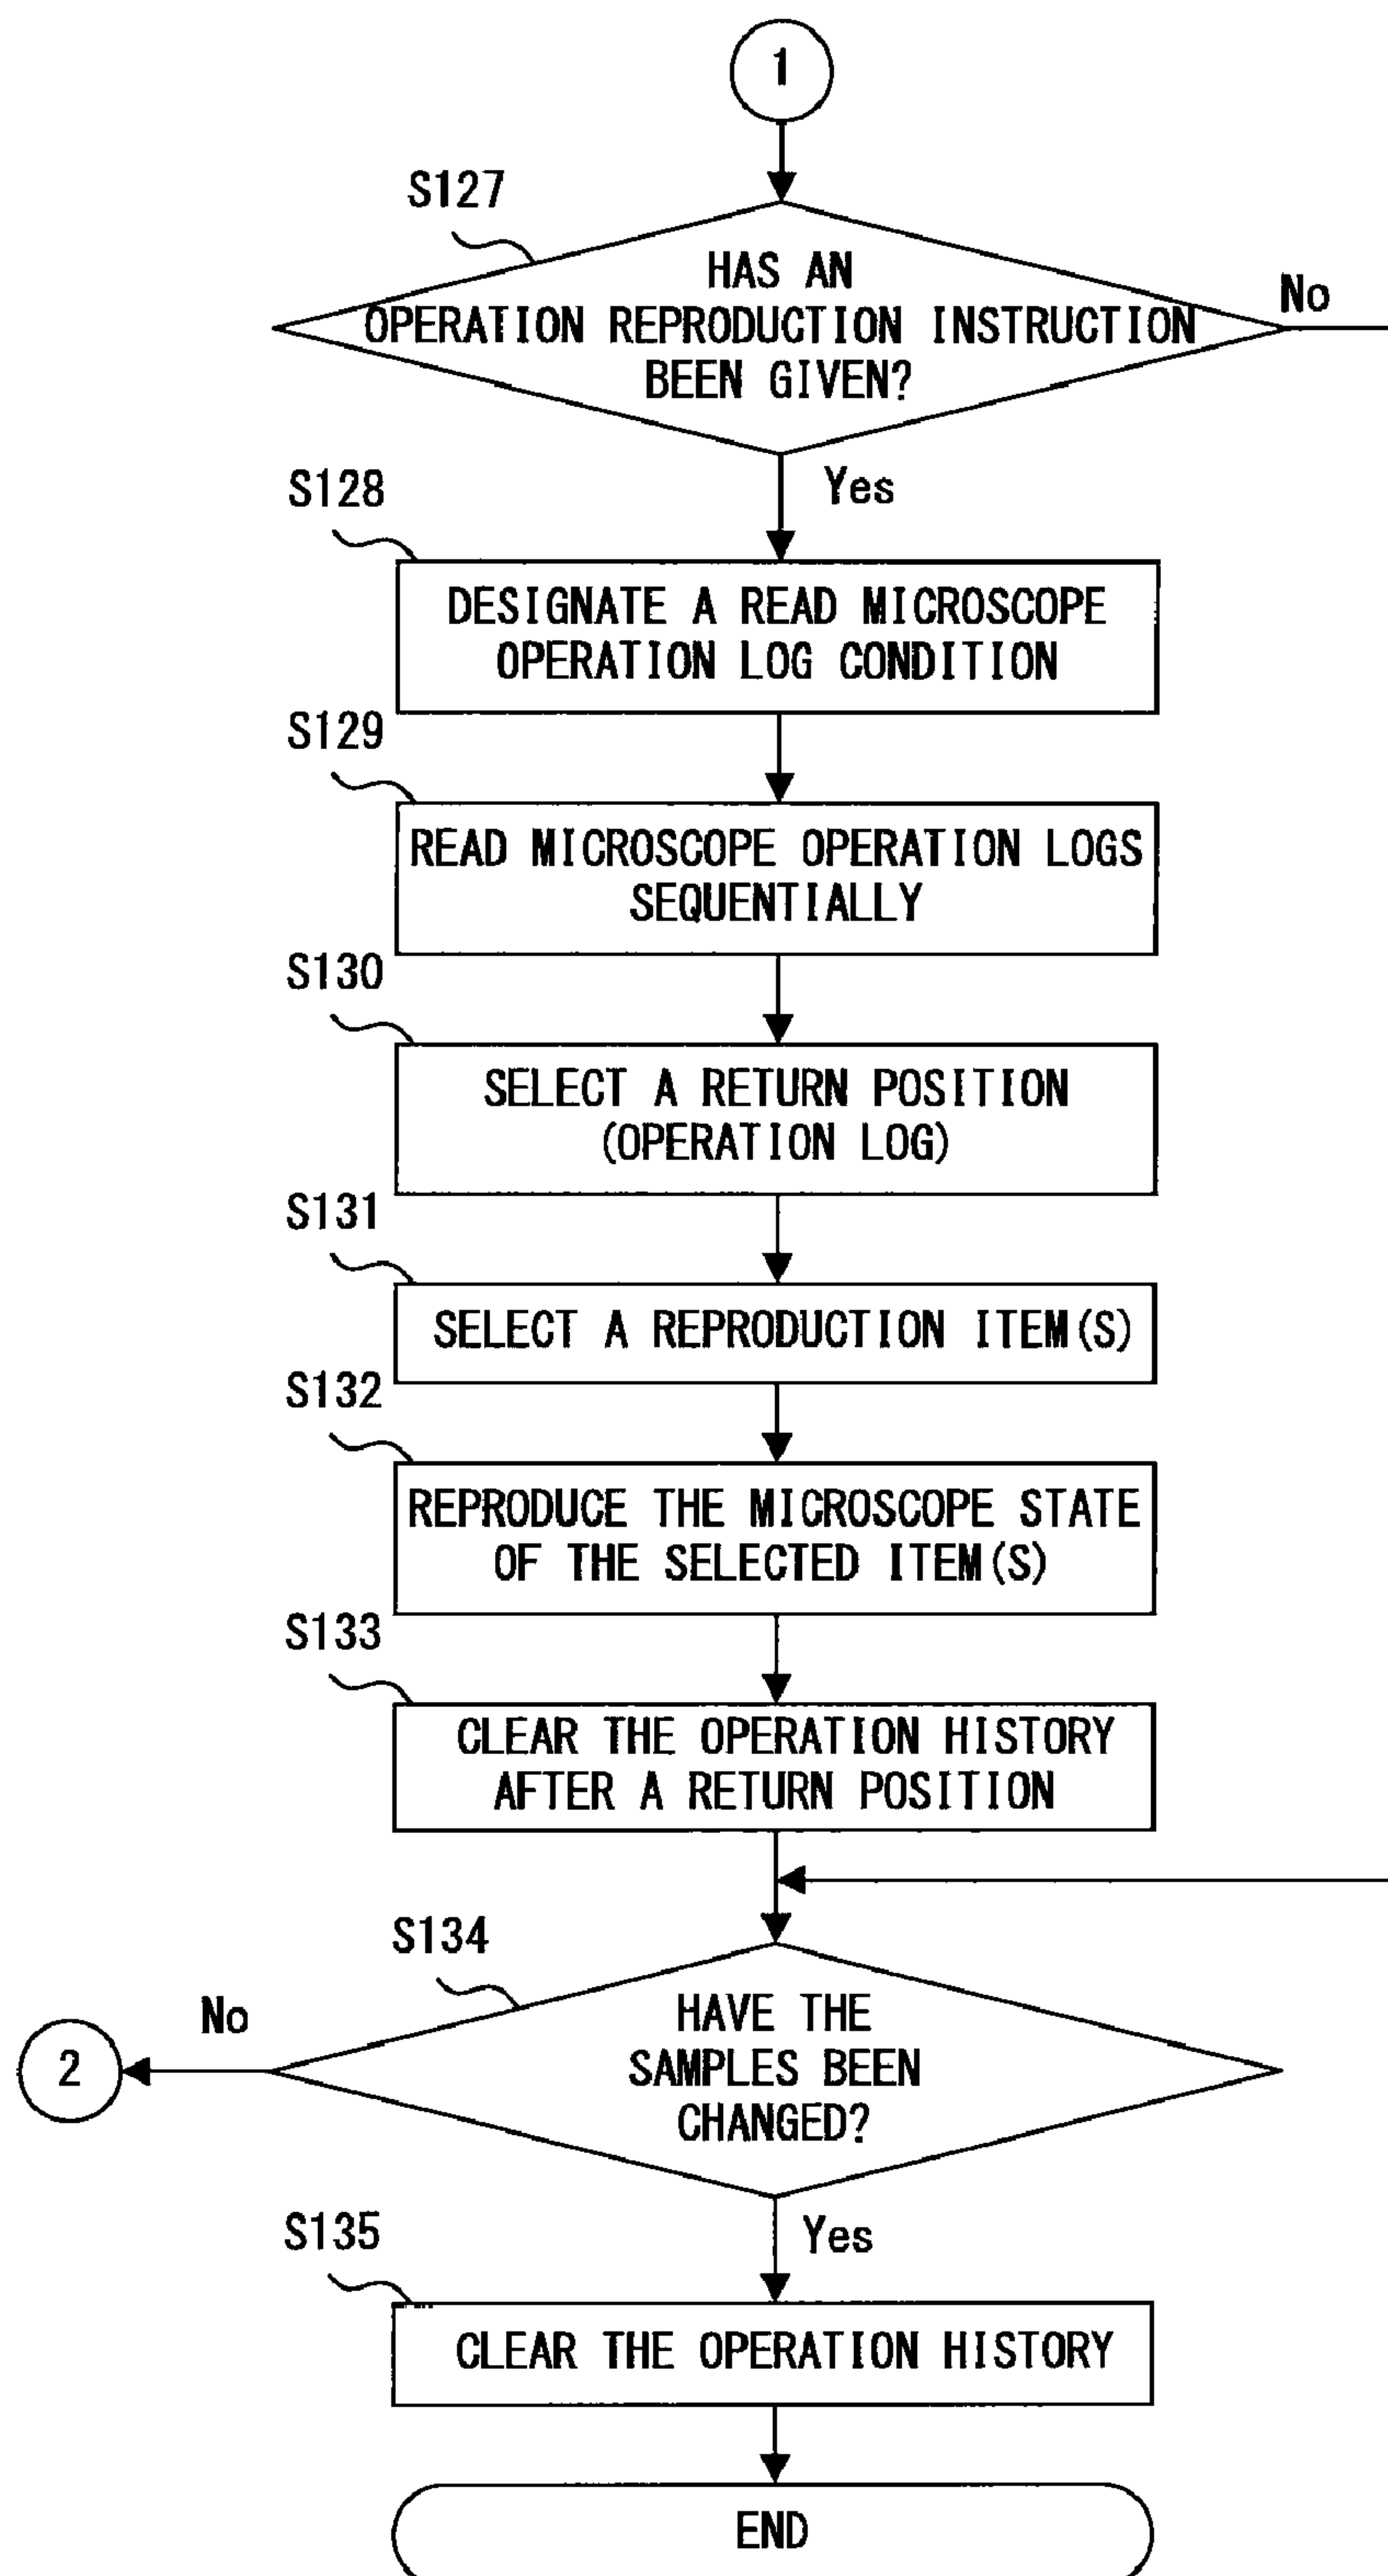 1
S127
HAS AN
OPERATION REPRODUCTION INSTRUCTION
BEEN GIVEN?
No
Yes
S128
DESIGNATE A READ MICROSCOPE
OPERATION LOG CONDITION
S129
READ MICROSCOPE OPERATION LOGS
SEQUENTIALLY
S130
SELECT A RETURN POSITION
(OPERATION LOG)
S131
SELECT A REPRODUCTION ITEM(S)
S132
REPRODUCE THE MICROSCOPE STATE
OF THE SELECTED ITEM(S)
S133
CLEAR THE OPERATION HISTORY
AFTER A RETURN POSITION
S134
HAVE THE
SAMPLES BEEN
CHANGED?
No
2
Yes
S135
CLEAR THE OPERATION HISTORY
END